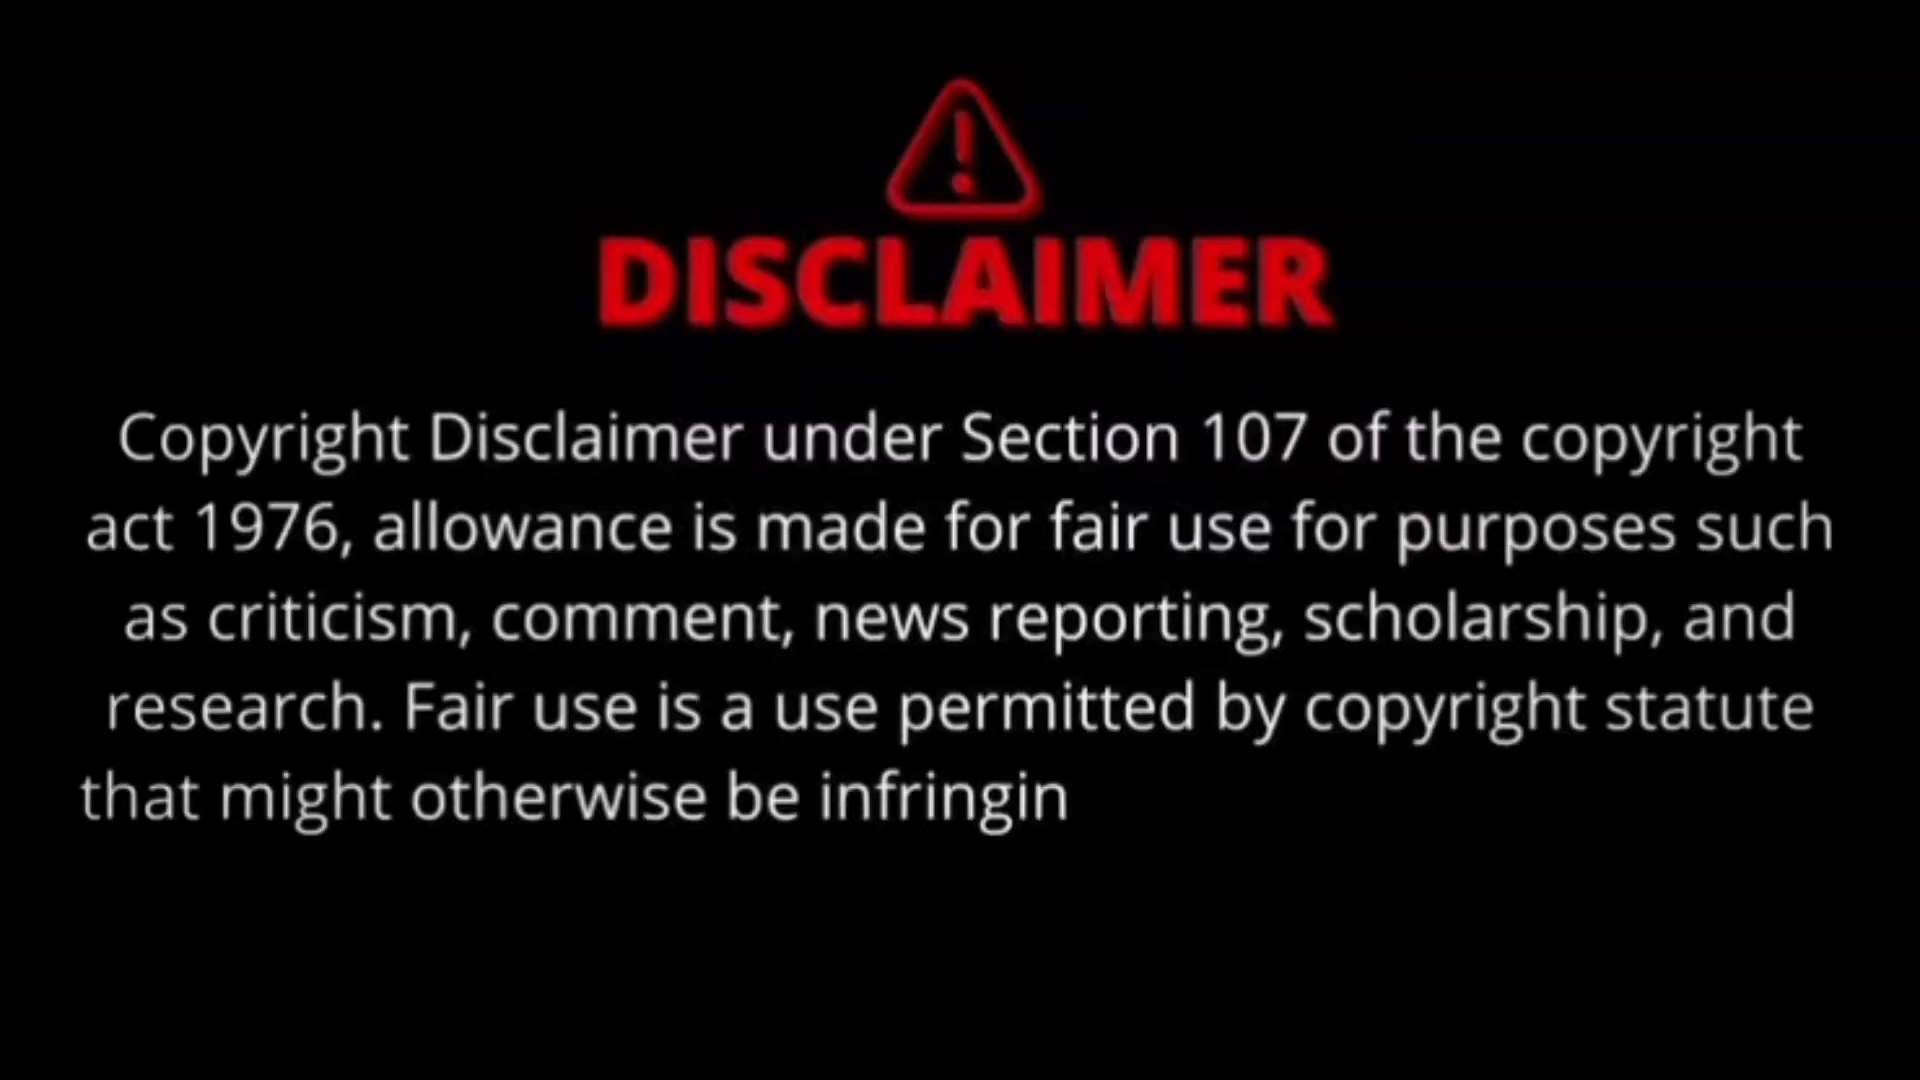 DISCLAIMER
Copyright Disclaimer under Section 107 of the copyright
act 1976, allowance is made for fair use for purposes such
as criticism, comment, news reporting, scholarship, and
research. Fair use is a use permitted by copyright statute
that might otherwise be infringin